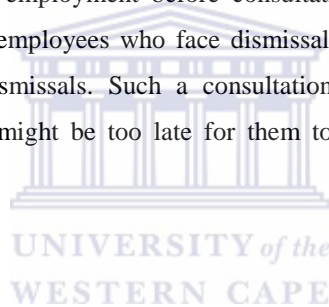 employment before consultat
employees who face dismissal
smissals. Such a consultation
might be too late for them to
UNIVERSITY of the
WESTERN CAPE